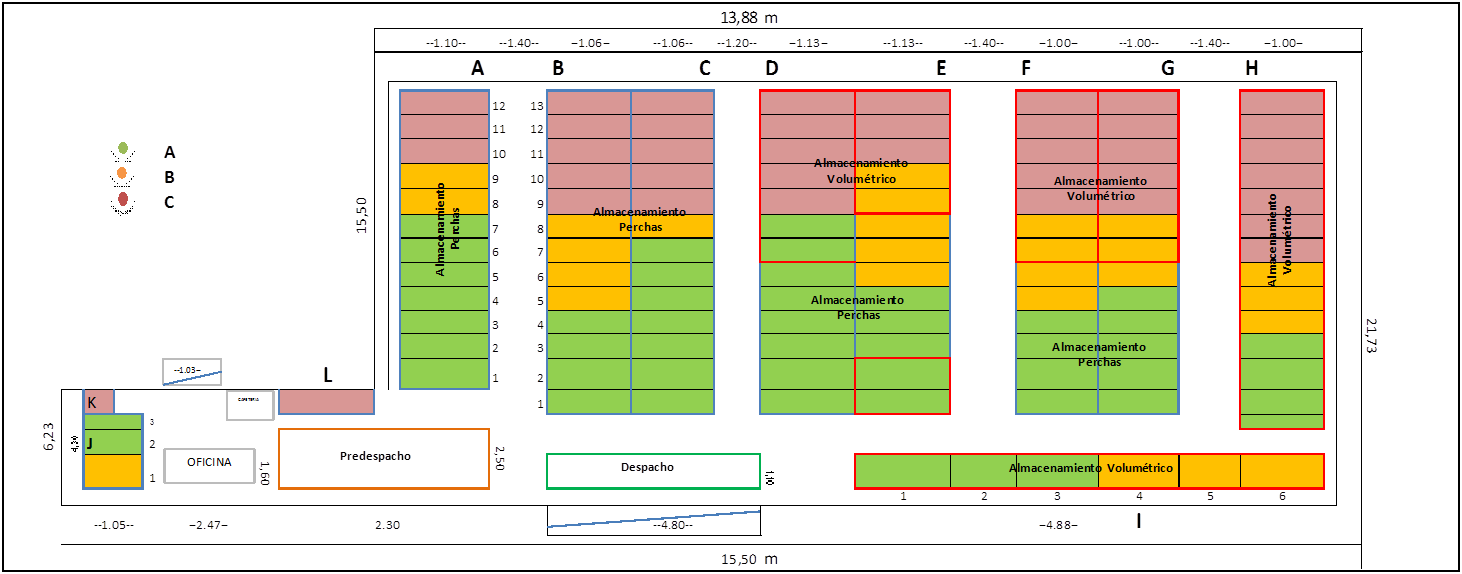 13,88 m
--1.10-- --1.40-- –1.06– --1.06-- --1.20-- –1.13– --1.13-- --1.40-- –1.00– --1.00-- --1.40-- –1.00–
A B C D E F G H
12 13
11 12
10 11
9 10
8 9
7 8
6 7
5 6
4 5
3 4
2 3
1 2
1
A
B
C
15,50
Almacenamiento
Perchas
Almacenamiento
Perchas
Almacenamiento
Volumétrico
Almacenamiento
Perchas
Almacenamiento
Volumétrico
Almacenamiento
Perchas
Almacenamiento
Volumétrico
21,73
--1.03–
L
K
J
3
2
1
6,23
OFICINA
1,60
Predespacho
2,50
Despacho
Almacenamiento Volumétrico
1 2 3 4 5 6
I
--1.05-- –2.47– 2.30 --4.80-- –4.88–
15,50 m